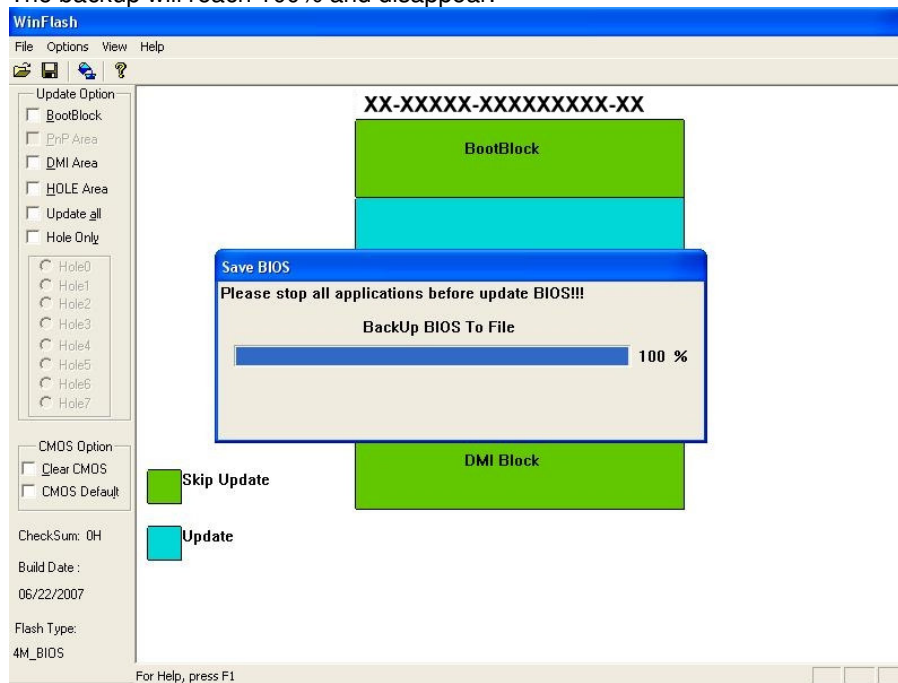 The backup will reach 100% and disappear.
WinFlash
File Options View Help
Update Option
BootBlock
PnP Area
DMI Area
HOLE Area
Update all
Hole Only
Hole0
Hole1
Hole2
Hole3
Hole4
Hole5
Hole6
Hole7
CMOS Option
Clear CMOS
CMOS Default
CheckSum: 0H
Build Date :
06/22/2007
Flash Type:
4M_BIOS
XX-XXXXX-XXXXXXXXX-XX
BootBlock
Save BIOS
Please stop all applications before update BIOS!!!
BackUp BIOS To File
100 %
DMI Block
Skip Update
Update
For Help, press F1